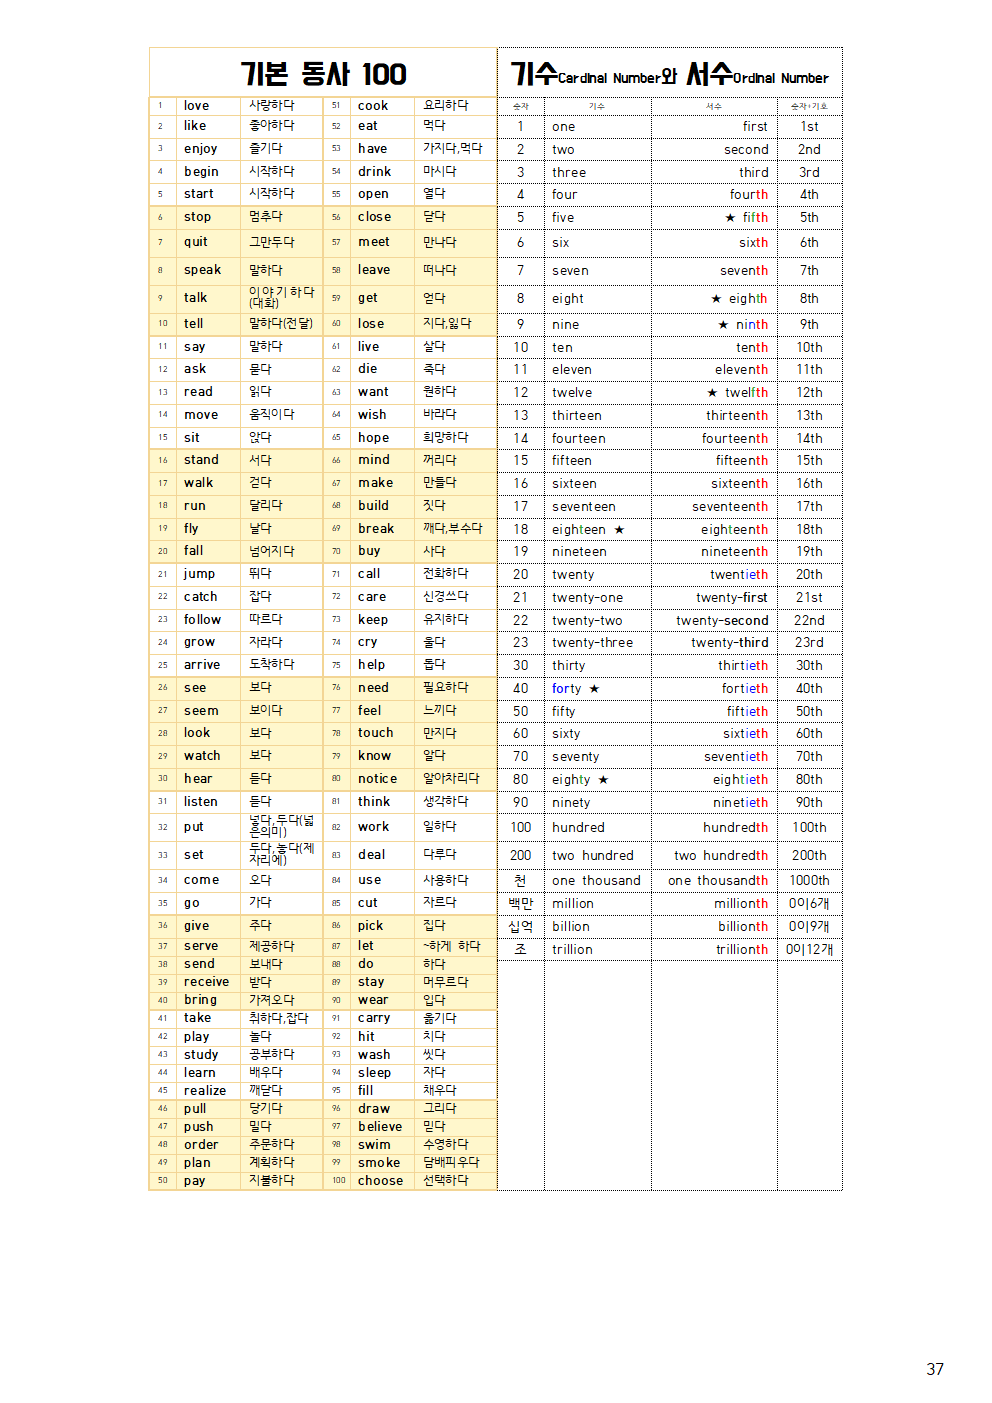 기본 동사 100
1 love 사랑하다 51 cook 요리하다
2 like 좋아하다 52 eat 먹다
3 enjoy 즐기다 53 have 가지다,먹다
4 begin 시작하다 54 drink 마시다
5 start 시작하다 55 open 열다
6 stop 멈추다 56 close 닫다
7 quit 그만두다 57 meet 만나다
8 speak 말하다 58 leave 떠나다
9 talk 이야기하다(대화) 59 get 얻다
10 tell 말하다(전달) 60 lose 지다,잃다
11 say 말하다 61 live 살다
12 ask 묻다 62 die 죽다
13 read 읽다 63 want 원하다
14 move 움직이다 64 wish 바라다
15 sit 앉다 65 hope 희망하다
16 stand 서다 66 mind 꺼리다
17 walk 걷다 67 make 만들다
18 run 달리다 68 build 짓다
19 fly 날다 69 break 깨다,부수다
20 fall 넘어지다 70 buy 사다
21 jump 뛰다 71 call 전화하다
22 catch 잡다 72 care 신경쓰다
23 follow 따르다 73 keep 유지하다
24 grow 자라다 74 cry 울다
25 arrive 도착하다 75 help 돕다
26 see 보다 76 need 필요하다
27 seem 보이다 77 feel 느끼다
28 look 보다 78 touch 만지다
29 watch 보다 79 know 알다
30 hear 듣다 80 notice 알아차리다
31 listen 듣다 81 think 생각하다
32 put 넣다,두다(넓은의미) 82 work 일하다
33 set 두다,놓다(제자리에) 83 deal 다루다
34 come 오다 84 use 사용하다
35 go 가다 85 cut 자르다
36 give 주다 86 pick 집다
37 serve 제공하다 87 let ~하게 하다
38 send 보내다 88 do 하다
39 receive 받다 89 stay 머무르다
40 bring 가져오다 90 wear 입다
41 take 취하다,잡다 91 carry 옮기다
42 play 놀다 92 hit 치다
43 study 공부하다 93 wash 씻다
44 learn 배우다 94 sleep 자다
45 realize 깨닫다 95 fill 채우다
46 pull 당기다 96 draw 그리다
47 push 밀다 97 believe 믿다
48 order 주문하다 98 swim 수영하다
49 plan 계획하다 99 smoke 담배피우다
50 pay 지불하다 100 choose 선택하다
기수Cardinal Number와 서수Ordinal Number
숫자 기수 서수 숫자+기호
1 one first 1st
2 two second 2nd
3 three third 3rd
4 four fourth 4th
5 five ★ fifth 5th
6 six sixth 6th
7 seven seventh 7th
8 eight ★ eighth 8th
9 nine ★ ninth 9th
10 ten tenth 10th
11 eleven eleventh 11th
12 twelve ★ twelfth 12th
13 thirteen thirteenth 13th
14 fourteen fourteenth 14th
15 fifteen fifteenth 15th
16 sixteen sixteenth 16th
17 seventeen seventeenth 17th
18 eighteen ★ eighteenth 18th
19 nineteen nineteenth 19th
20 twenty twentieth 20th
21 twenty-one twenty-first 21st
22 twenty-two twenty-second 22nd
23 twenty-three twenty-third 23rd
30 thirty thirtieth 30th
40 forty ★ fortieth 40th
50 fifty fiftieth 50th
60 sixty sixtieth 60th
70 seventy seventieth 70th
80 eighty ★ eightieth 80th
90 ninety ninetieth 90th
100 hundred hundredth 100th
200 two hundred two hundredth 200th
천 one thousand one thousandth 1000th
백만 million millionth 0이6개
십억 billion billionth 0이9개
조 trillion trillionth 0이12개
37